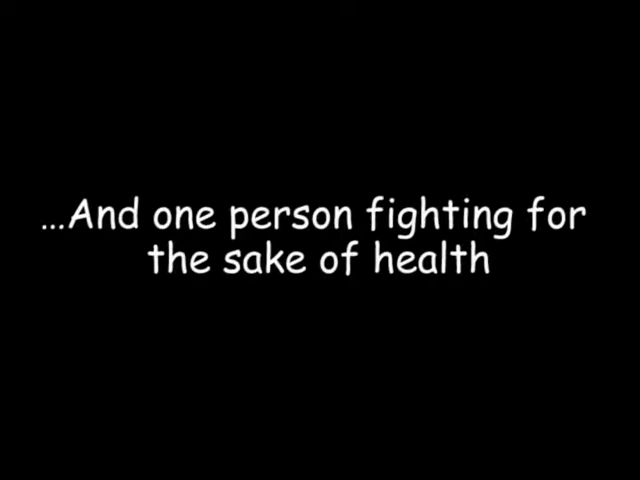 ...And one person fighting for
the sake of health